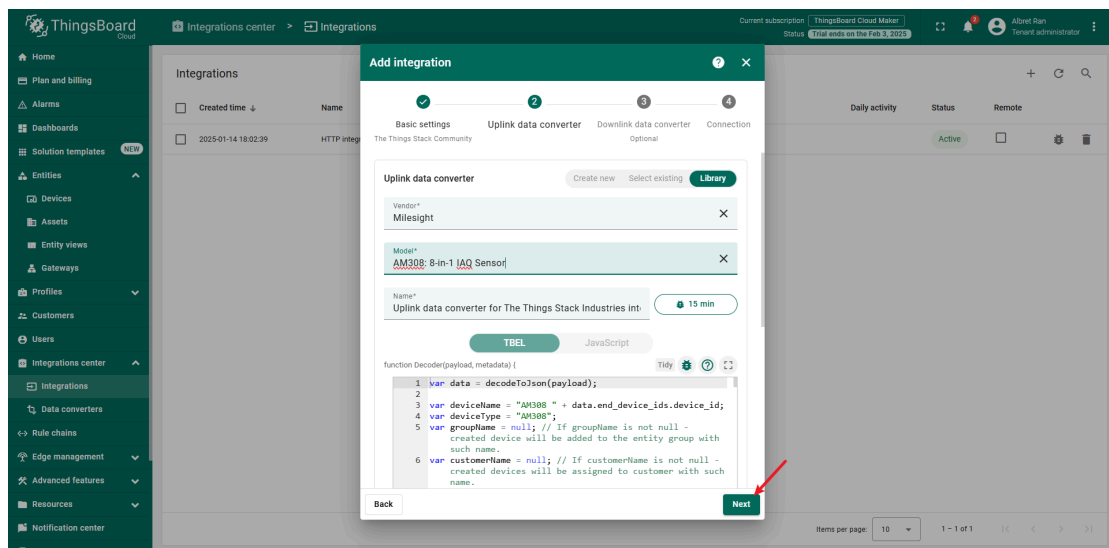 ThingsBoard
Cloud
Integrations center > Integrations
Current subscription ThingsBoard Cloud Maker
Status Trial ends on the Feb 3, 2025
Albret Ran
Tenant administrator
Home
Plan and billing
Alarms
Dashboards
Solution templates NEW
Entities
Devices
Assets
Entity views
Gateways
Profiles
Customers
Users
Integrations center
Integrations
Data converters
Rule chains
Edge management
Advanced features
Resources
Notification center
Integrations
Created time ↓ Name Daily activity Status Remote
2025-01-14 18:02:39 HTTP integ Active
Add integration
2 3 4
Basic settings Uplink data converter Downlink data converter Connection
The Things Stack Community Optional
Uplink data converter Create new Select existing Library
Vendor*
Milesight
Model*
AM308: 8-in-1 IAQ Sensor
Name*
Uplink data converter for The Things Stack Industries int
15 min
TBEL JavaScript
function Decoder(payload, metadata) { Tidy
1 var data = decodeToJson(payload);
2
3 var deviceName = "AM308 " + data.end_device_ids.device_id;
4 var deviceType = "AM308";
5 var groupName = null; // If groupName is not null -
created device will be added to the entity group with
such name.
6 var customerName = null; // If customerName is not null -
created devices will be assigned to customer with such
name.
Back Next
Items per page: 10 1 – 1 of 1